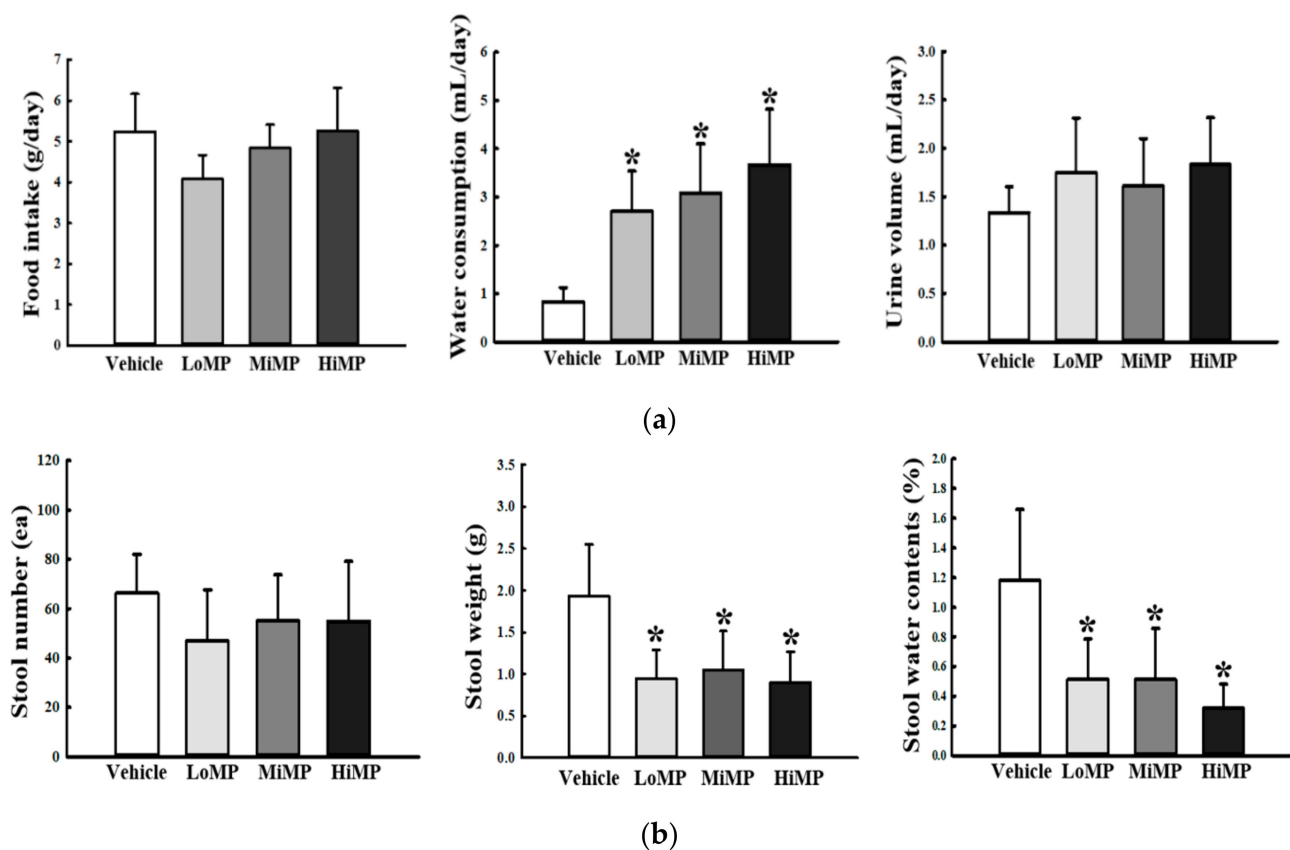 Food intake (g/day)
7
6
5
4
3
2
1
0
Vehicle LoMP MiMP HiMP
Water consumption (mL/day)
6
5
4
3
2
1
0
* * *
Vehicle LoMP MiMP HiMP
Urine volume (mL/day)
3.0
2.5
2.0
1.5
1.0
0.5
0.0
Vehicle LoMP MiMP HiMP
(a)
Stool number (ea)
120
100
80
60
40
20
0
Vehicle LoMP MiMP HiMP
Stool weight (g)
3.5
3.0
2.5
2.0
1.5
1.0
0.5
0.0
* * *
Vehicle LoMP MiMP HiMP
Stool water contents (%)
2.0
1.8
1.6
1.4
1.2
1.0
0.8
0.6
0.4
0.2
0.0
* * *
Vehicle LoMP MiMP HiMP
(b)